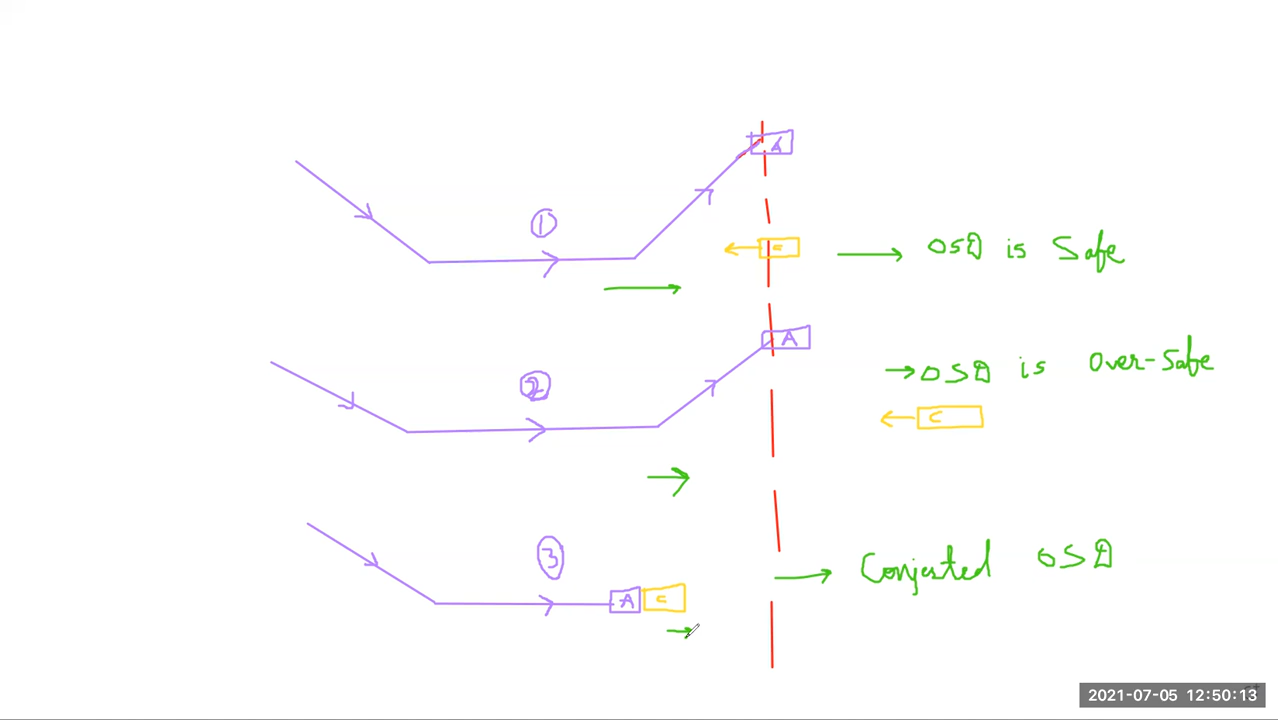 A
1
C
OSD is Safe
A
OSD is Over-Safe
2
C
3
Conjested OSD
A C
2021-07-05 12:50:13